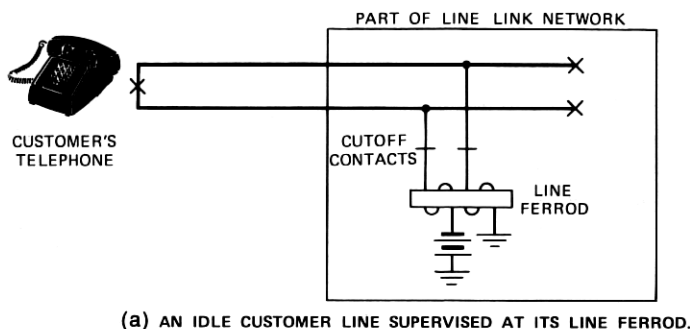 PART OF LINE LINK NETWORK
CUSTOMER'S
TELEPHONE
CUTOFF
CONTACTS
LINE
FERROD
(a) AN IDLE CUSTOMER LINE SUPERVISED AT ITS LINE FERROD.